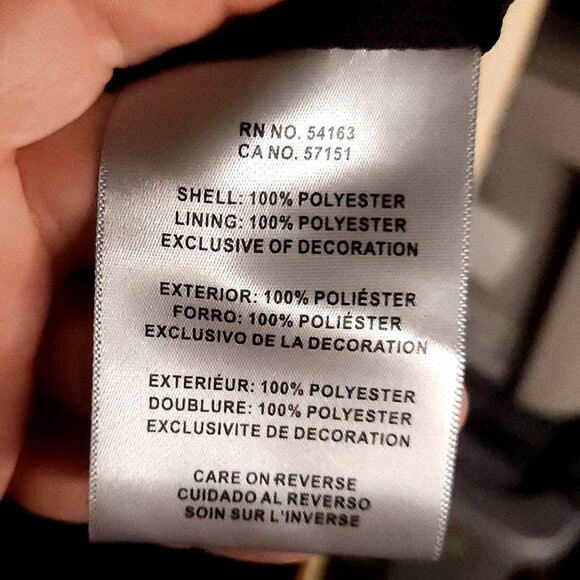 RN NO. 54163
CA NO. 57151
SHELL: 100% POLYESTER
LINING: 100% POLYESTER
EXCLUSIVE OF DECORATION
EXTERIOR: 100% POLIÉSTER
FORRO: 100% POLIÉSTER
EXCLUSIVO DE LA DECORATION
EXTERIÉUR: 100% POLYESTER
DOUBLURE: 100% POLYESTER
EXCLUSIVITE DE DECORATION
CARE ON REVERSE
CUIDADO AL REVERSO
SOIN SUR L'INVERSE